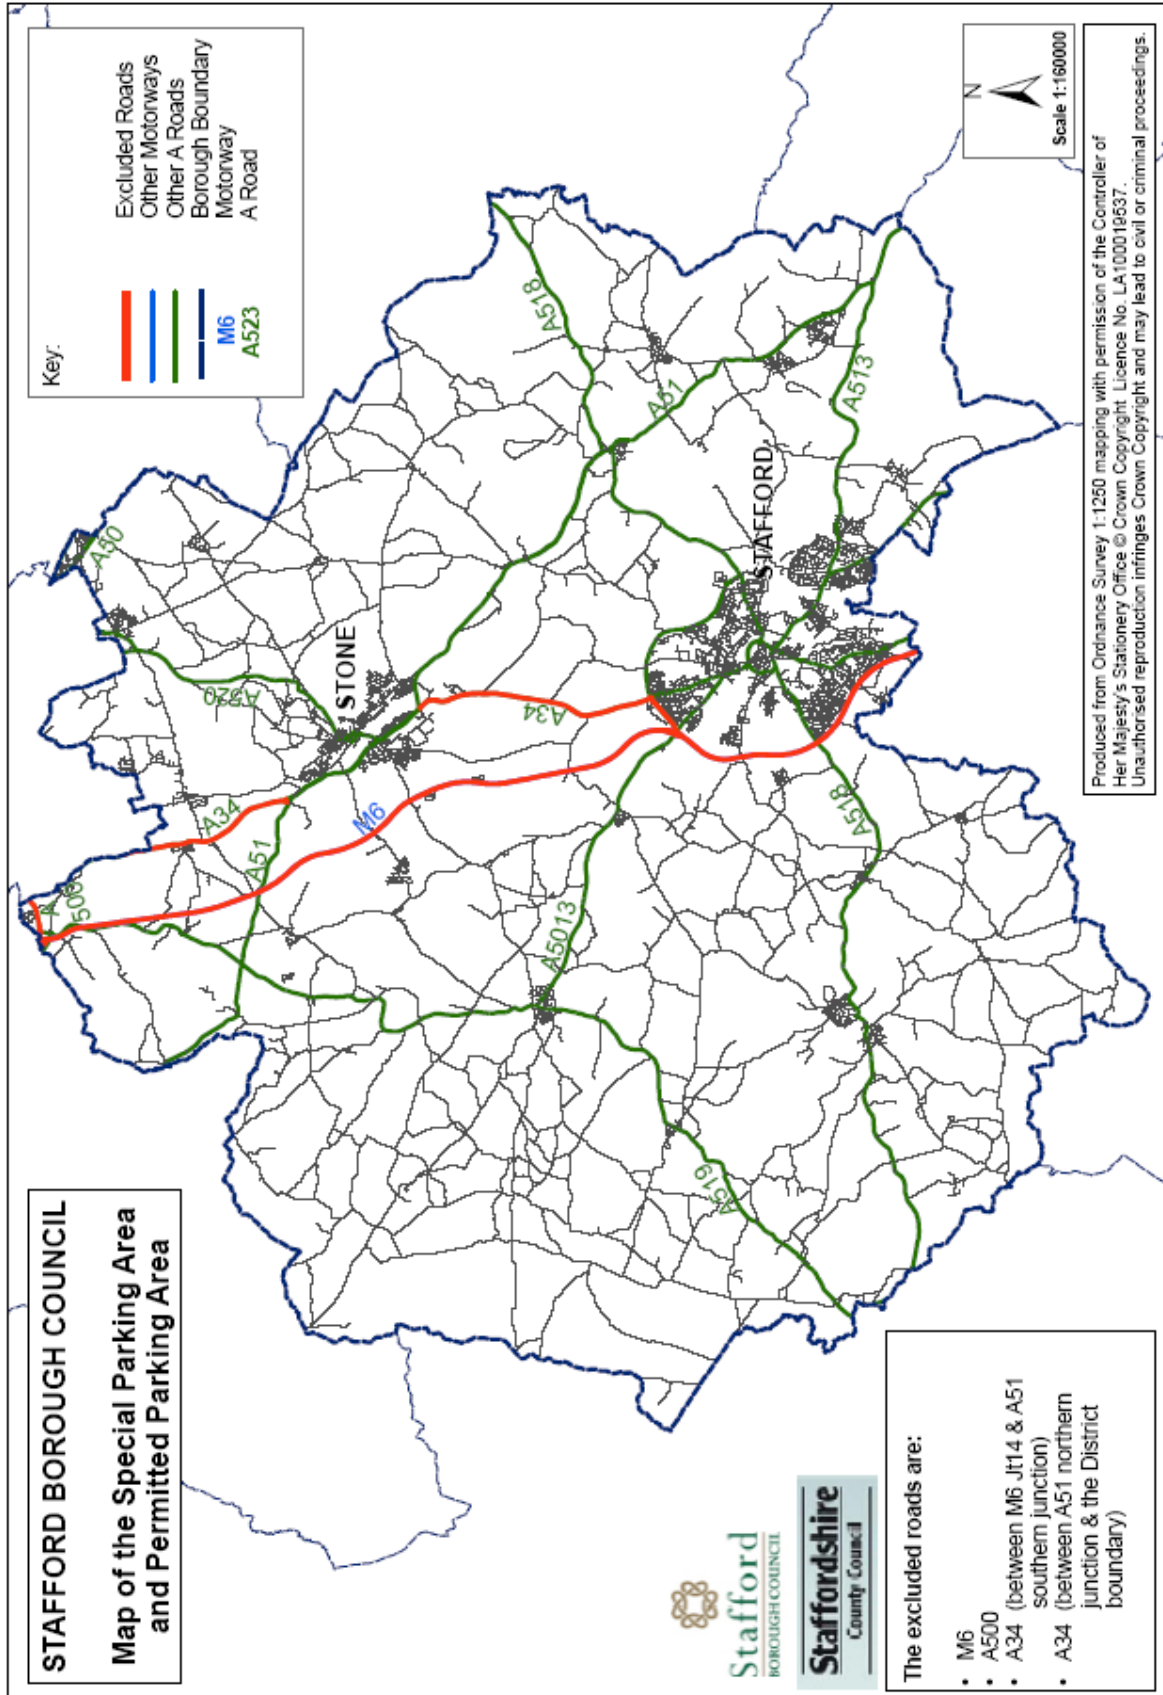 STAFFORD BOROUGH COUNCIL
Map of the Special Parking Area
and Permitted Parking Area
Key:
Excluded Roads
Other Motorways
Other A Roads
Borough Boundary
M6 Motorway
A523 A Road
A500
A34
A51
M6
A520
A50
STONE
A34
A518
A51
A5013
STAFFORD
A513
A518
A519
N
Scale 1:160000
Stafford
BOROUGH COUNCIL
Staffordshire
County Council
The excluded roads are:
• M6
• A500
• A34 (between M6 Jt14 & A51
southern junction)
• A34 (between A51 northern
junction & the District
boundary)
Produced from Ordnance Survey 1:1250 mapping with permission of the Controller of
Her Majesty's Stationery Office © Crown Copyright. Licence No. LA100019537.
Unauthorised reproduction infringes Crown Copyright and may lead to civil or criminal proceedings.